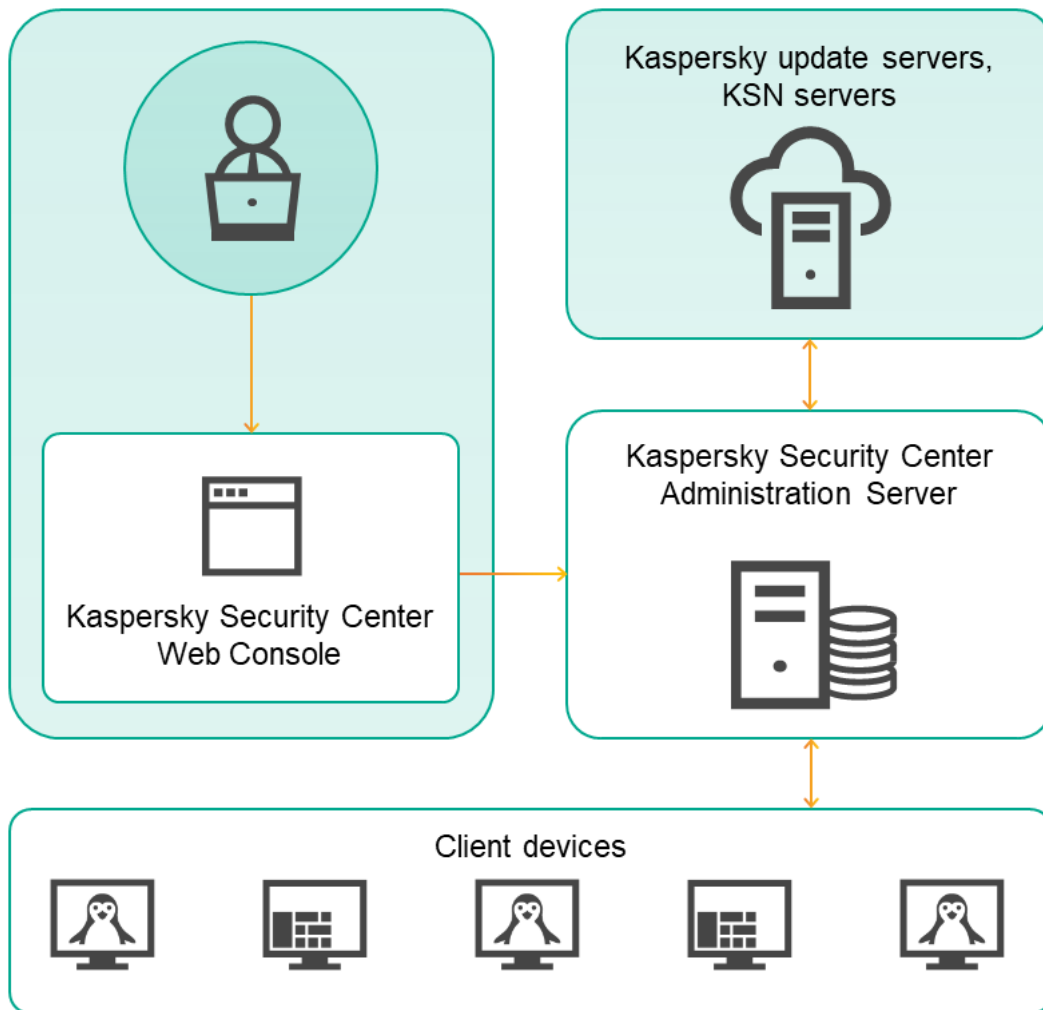 Kaspersky update servers,
KSN servers
Kaspersky Security Center
Web Console
Kaspersky Security Center
Administration Server
Client devices